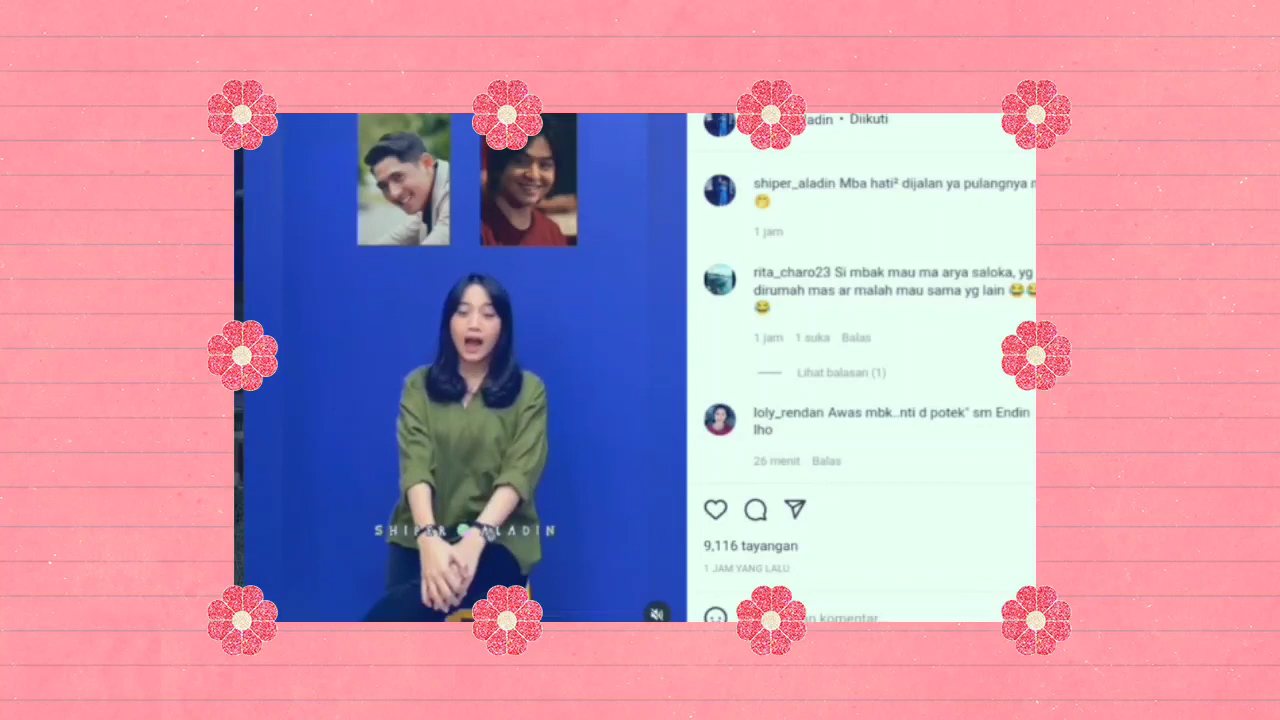 adin • Diikuti
shiper_aladin Mba hati² dijalan ya pulangnya
🤭
1 jam
rita_charo23 Si mbak mau ma arya saloka, yg
dirumah mas ar malah mau sama yg lain 😂😂
😂
1 jam 1 suka Balas
Lihat balasan (1)
loly_rendan Awas mbk..nti d potek" sm Endin
lho
26 menit Balas
SHIPER ALADIN
9,116 tayangan
1 JAM YANG LALU
komentar